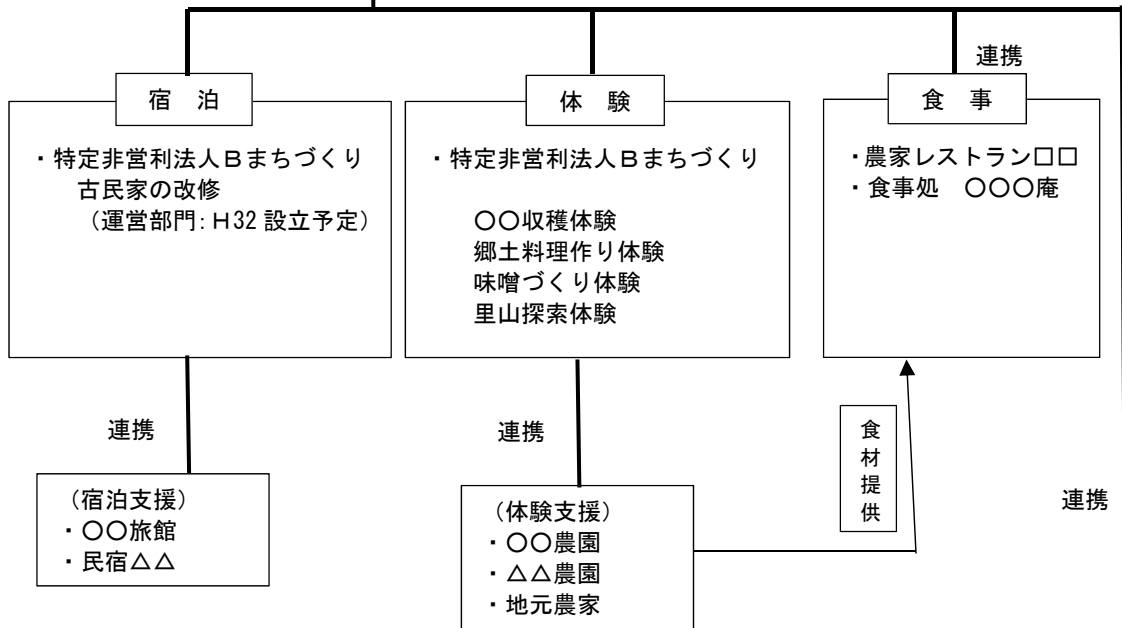 連携
宿　泊
・特定非営利法人Ｂまちづくり
古民家の改修
（運営部門：Ｈ32 設立予定）
体　験
・特定非営利法人Ｂまちづくり
〇〇収穫体験
郷土料理作り体験
味噌づくり体験
里山探索体験
食　事
・農家レストラン□□
・食事処　〇〇〇庵
連携
（宿泊支援）
・〇〇旅館
・民宿△△
連携
（体験支援）
・〇〇農園
・△△農園
・地元農家
食材提供
連携